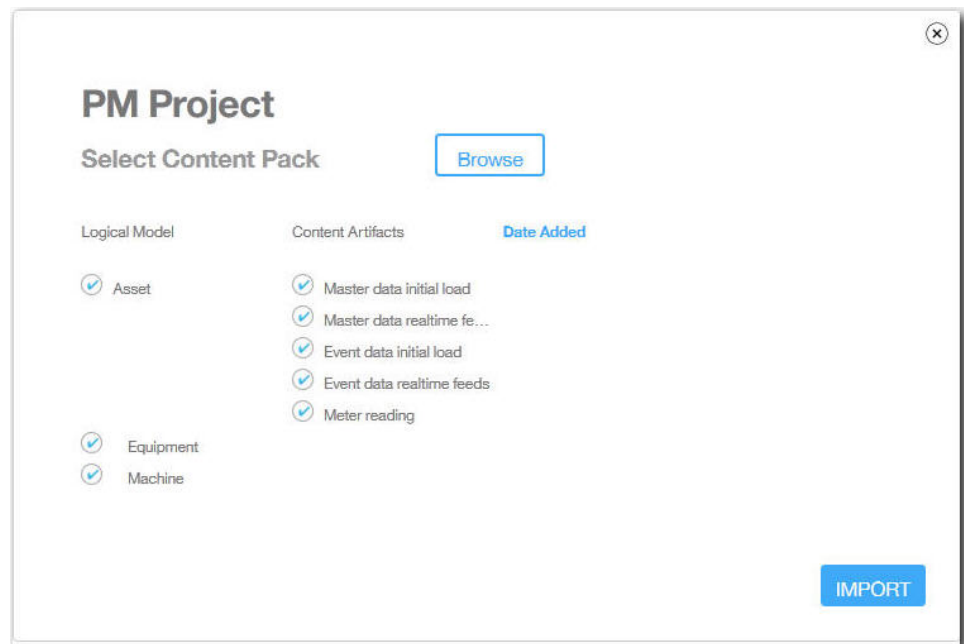 PM Project
Select Content Pack Browse
Logical Model Content Artifacts Date Added
Asset Master data initial load
Master data realtime fe...
Event data initial load
Event data realtime feeds
Meter reading
Equipment
Machine
IMPORT